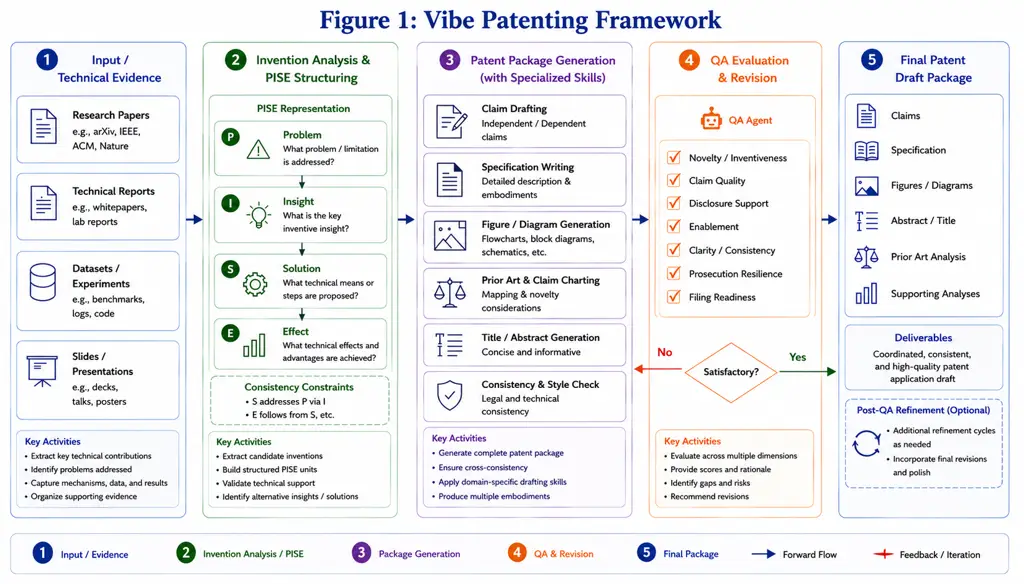 Figure 1: Vibe Patenting Framework
1
Input /
Technical Evidence
Research Papers
e.g., arXiv, IEEE,
ACM, Nature
Technical Reports
e.g., whitepapers,
lab reports
Datasets /
Experiments
e.g., benchmarks,
logs, code
Slides /
Presentations
e.g., decks,
talks, posters
Key Activities
• Extract key technical contributions
• Identify problems addressed
• Capture mechanisms, data, and results
• Organize supporting evidence
2
Invention Analysis &
PISE Structuring
PISE Representation
P
Problem
What problem / limitation
is addressed?
I
Insight
What is the key
inventive insight?
S
Solution
What technical means or
steps are proposed?
E
Effect
What technical effects and
advantages are achieved?
Consistency Constraints
• S addresses P via I
• E follows from S, etc.
Key Activities
• Extract candidate inventions
• Build structured PISE units
• Validate technical support
• Identify alternative insights / solutions
3
Patent Package Generation
(with Specialized Skills)
Claim Drafting
Independent / Dependent
claims
Specification Writing
Detailed description &
embodiments
Figure / Diagram Generation
Flowcharts, block diagrams,
schematics, etc.
Prior Art & Claim Charting
Mapping & novelty
considerations
Title / Abstract Generation
Concise and informative
Consistency & Style Check
Legal and technical
consistency
Key Activities
• Generate complete patent package
• Ensure cross-consistency
• Apply domain-specific drafting skills
• Produce multiple embodiments
4
QA Evaluation
& Revision
QA Agent
Novelty / Inventiveness
Claim Quality
Disclosure Support
Enablement
Clarity / Consistency
Prosecution Resilience
Filing Readiness
No
Satisfactory?
Yes
Key Activities
• Evaluate across multiple dimensions
• Provide scores and rationale
• Identify gaps and risks
• Recommend revisions
5
Final Patent
Draft Package
Claims
Specification
Figures / Diagrams
Abstract / Title
Prior Art Analysis
Supporting Analyses
Deliverables
Coordinated, consistent,
and high-quality patent
application draft
Post-QA Refinement (Optional)
• Additional refinement cycles
as needed
• Incorporate final revisions
and polish
1 Input / Evidence
2 Invention Analysis / PISE
3 Package Generation
4 QA & Revision
5 Final Package
Forward Flow
Feedback / Iteration